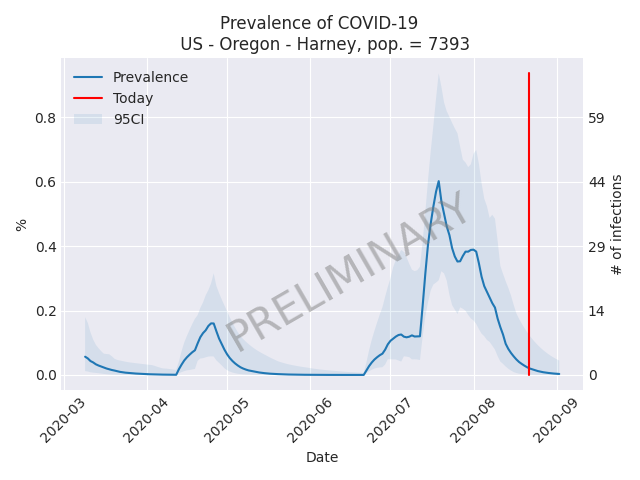 Prevalence of COVID-19
US - Oregon - Harney, pop. = 7393
Prevalence
Today
95CI
PRELIMINARY
%
0.8
0.6
0.4
0.2
0.0
59
44
29
14
0
# of infections
2020-03
2020-04
2020-05
2020-06
2020-07
2020-08
2020-09
Date